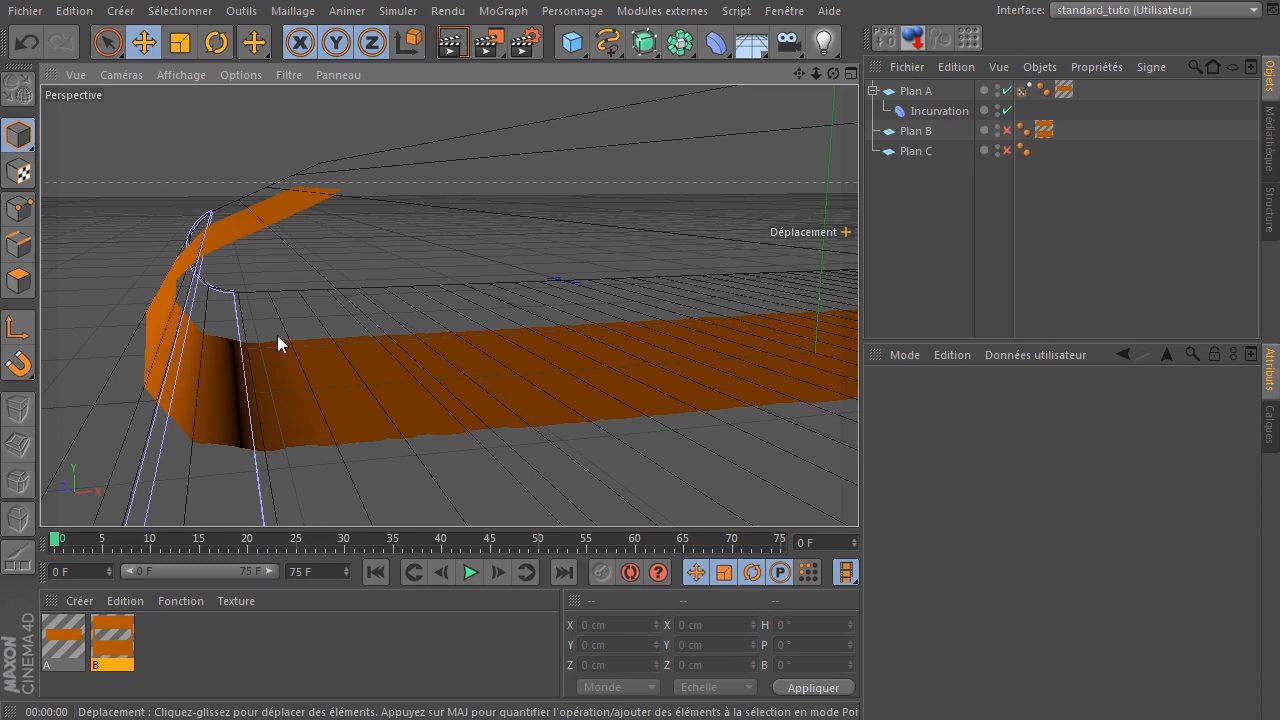 Fichier Edition Créer Sélectionner Outils Maillage Animer Simuler Rendu MoGraph Personnage Modules externes Script Fenêtre Aide Interface: standard_tuto (Utilisateur)
X Y Z PSR
Vue Caméras Affichage Options Filtre Panneau
Perspective
Déplacement
Y
Z X
0 5 10 15 20 25 30 35 40 45 50 55 60 65 70 75 0 F
0 F 0 F 75 F 75 F
P
Créer Edition Fonction Texture
A B
MAXON
CINEMA 4D
-- -- --
X 0 cm X 0 cm H 0 °
Y 0 cm Y 0 cm P 0 °
Z 0 cm Z 0 cm B 0 °
Monde Echelle Appliquer
00:00:00 Déplacement : Cliquez-glissez pour déplacer des éléments. Appuyez sur MAJ pour quantifier l'opération/ajouter des éléments à la sélection en mode Poi
Fichier Edition Vue Objets Propriétés Signe
Plan A
Incurvation
Plan B
Plan C
Objets
Médiathèque
Structure
Mode Edition Données utilisateur
Attributs
Calques